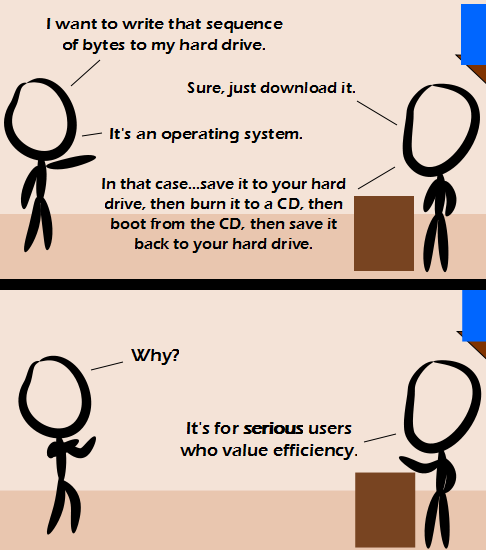 I want to write that sequence
of bytes to my hard drive.
Sure, just download it.
It's an operating system.
In that case...save it to your hard
drive, then burn it to a CD, then
boot from the CD, then save it
back to your hard drive.
Why?
It's for serious users
who value efficiency.